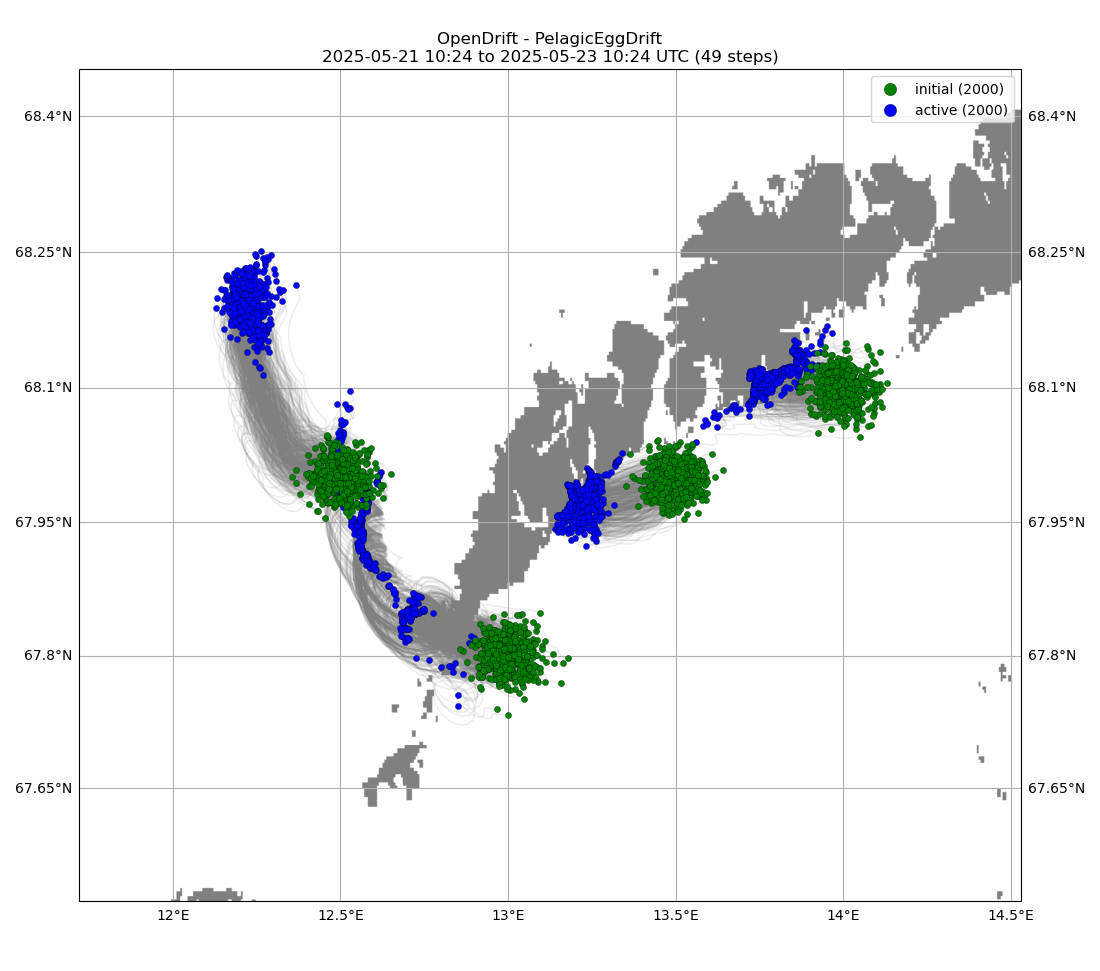 OpenDrift - PelagicEggDrift
2025-05-21 10:24 to 2025-05-23 10:24 UTC (49 steps)
initial (2000)
active (2000)
68.4°N
68.4°N
68.25°N
68.25°N
68.1°N
68.1°N
67.95°N
67.95°N
67.8°N
67.8°N
67.65°N
67.65°N
12°E
12.5°E
13°E
13.5°E
14°E
14.5°E